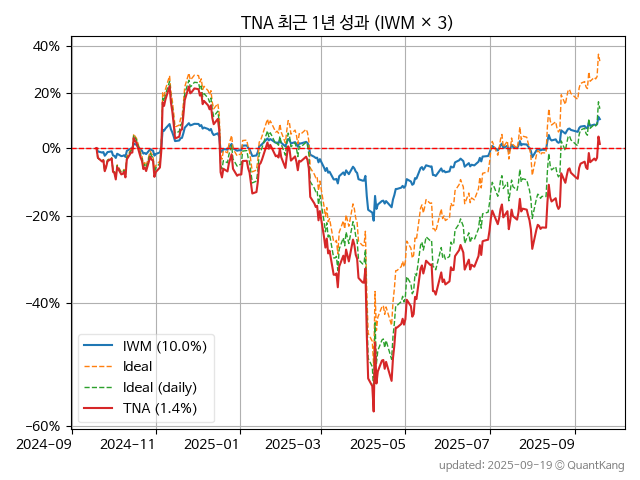 TNA 최근 1년 성과 (IWM × 3)
40%
20%
0%
−20%
−40%
−60%
IWM (10.0%)
Ideal
Ideal (daily)
TNA (1.4%)
2024-09 2024-11 2025-01 2025-03 2025-05 2025-07 2025-09
updated: 2025-09-19 © QuantKang